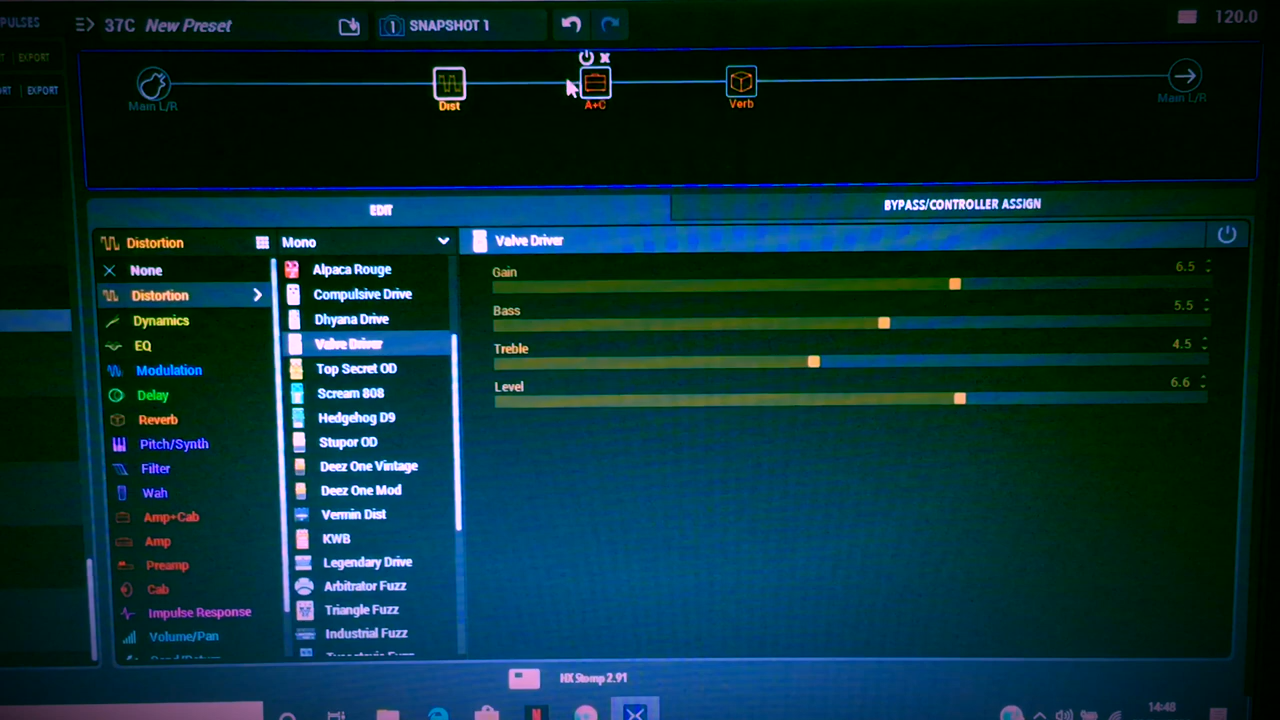 PULSES
37C New Preset
1 SNAPSHOT 1
120.0
EXPORT
EXPORT
Main L/R
Dist
A+C
Verb
Main L/R
EDIT
BYPASS/CONTROLLER ASSIGN
Distortion
None
Distortion
Dynamics
EQ
Modulation
Delay
Reverb
Pitch/Synth
Filter
Wah
Amp+Cab
Amp
Preamp
Cab
Impulse Response
Volume/Pan
Mono
Alpaca Rouge
Compulsive Drive
Dhyana Drive
Valve Driver
Top Secret OD
Scream 808
Hedgehog D9
Stupor OD
Deez One Vintage
Deez One Mod
Vermin Dist
KWB
Legendary Drive
Arbitrator Fuzz
Triangle Fuzz
Industrial Fuzz
Valve Driver
Gain 6.5
Bass 5.5
Treble 4.5
Level 6.6
HX Stomp 2.91
N
14:48